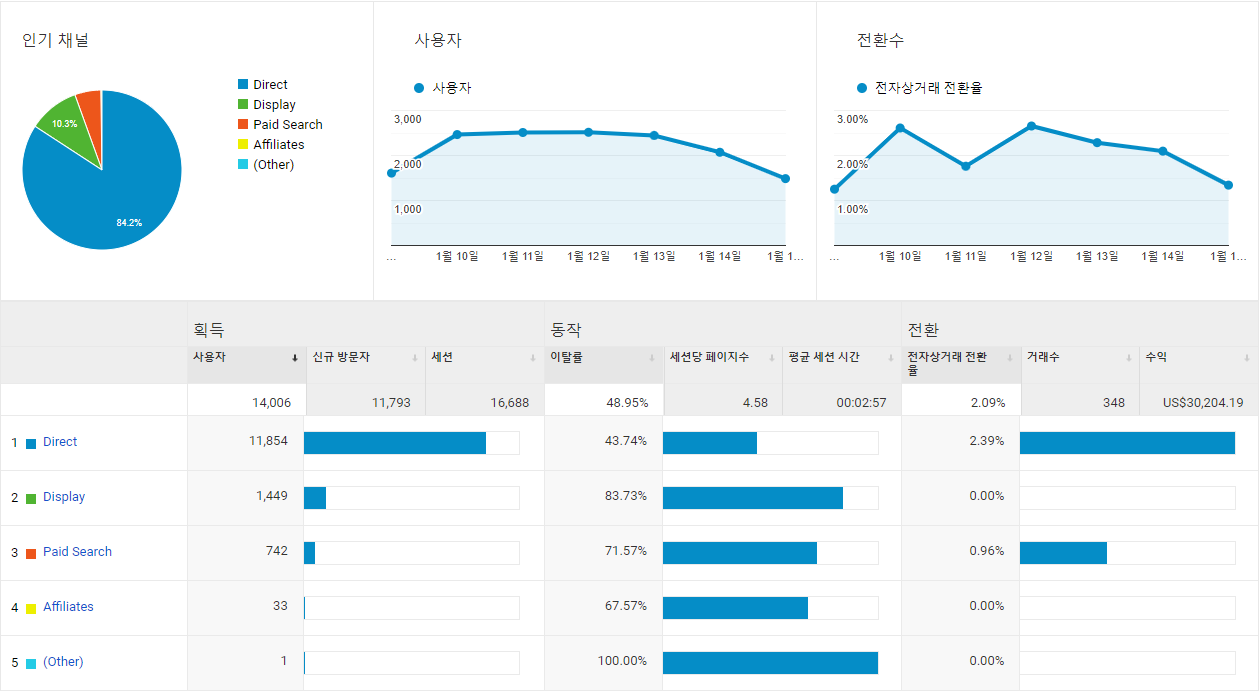 인기 채널
Direct
Display
Paid Search
Affiliates
(Other)
10.3%
84.2%
사용자
사용자
3,000
2,000
1,000
... 1월 10일 1월 11일 1월 12일 1월 13일 1월 14일 1월 1...
전환수
전자상거래 전환율
3.00%
2.00%
1.00%
... 1월 10일 1월 11일 1월 12일 1월 13일 1월 14일 1월 1...
획득 동작 전환
사용자 신규 방문자 세션 이탈률 세션당 페이지수 평균 세션 시간 전자상거래 전환 거래수 수익
율
14,006 11,793 16,688 48.95% 4.58 00:02:57 2.09% 348 US$30,204.19
1 Direct 11,854 43.74% 2.39%
2 Display 1,449 83.73% 0.00%
3 Paid Search 742 71.57% 0.96%
4 Affiliates 33 67.57% 0.00%
5 (Other) 1 100.00% 0.00%